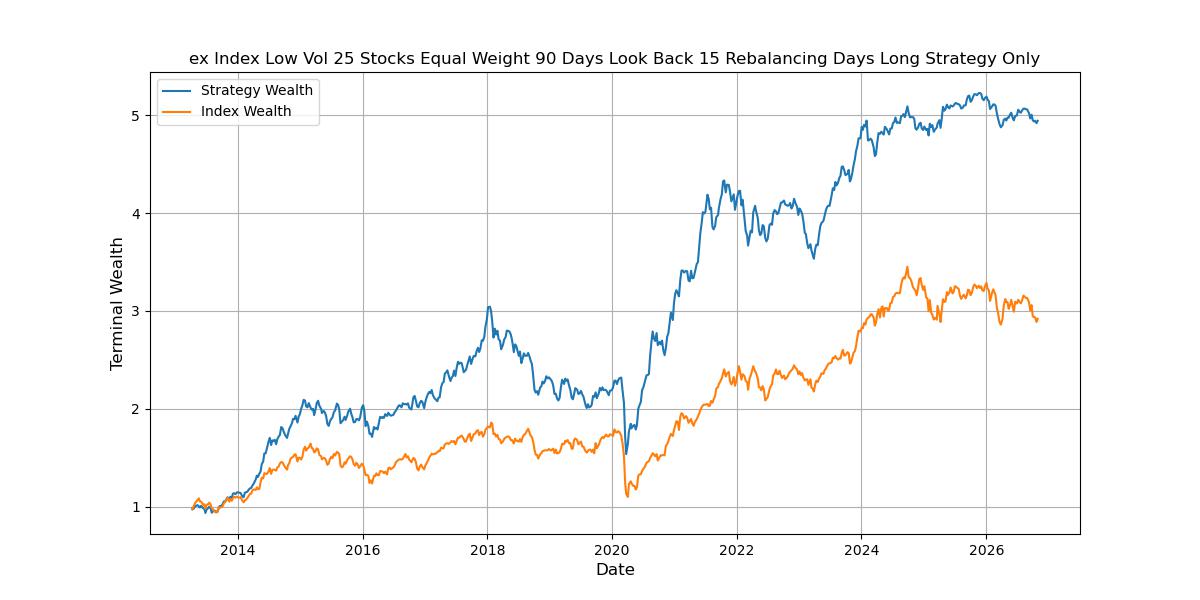 ex Index Low Vol 25 Stocks Equal Weight 90 Days Look Back 15 Rebalancing Days Long Strategy Only
Strategy Wealth
Index Wealth
Terminal Wealth
5
4
3
2
1
2014 2016 2018 2020 2022 2024 2026
Date